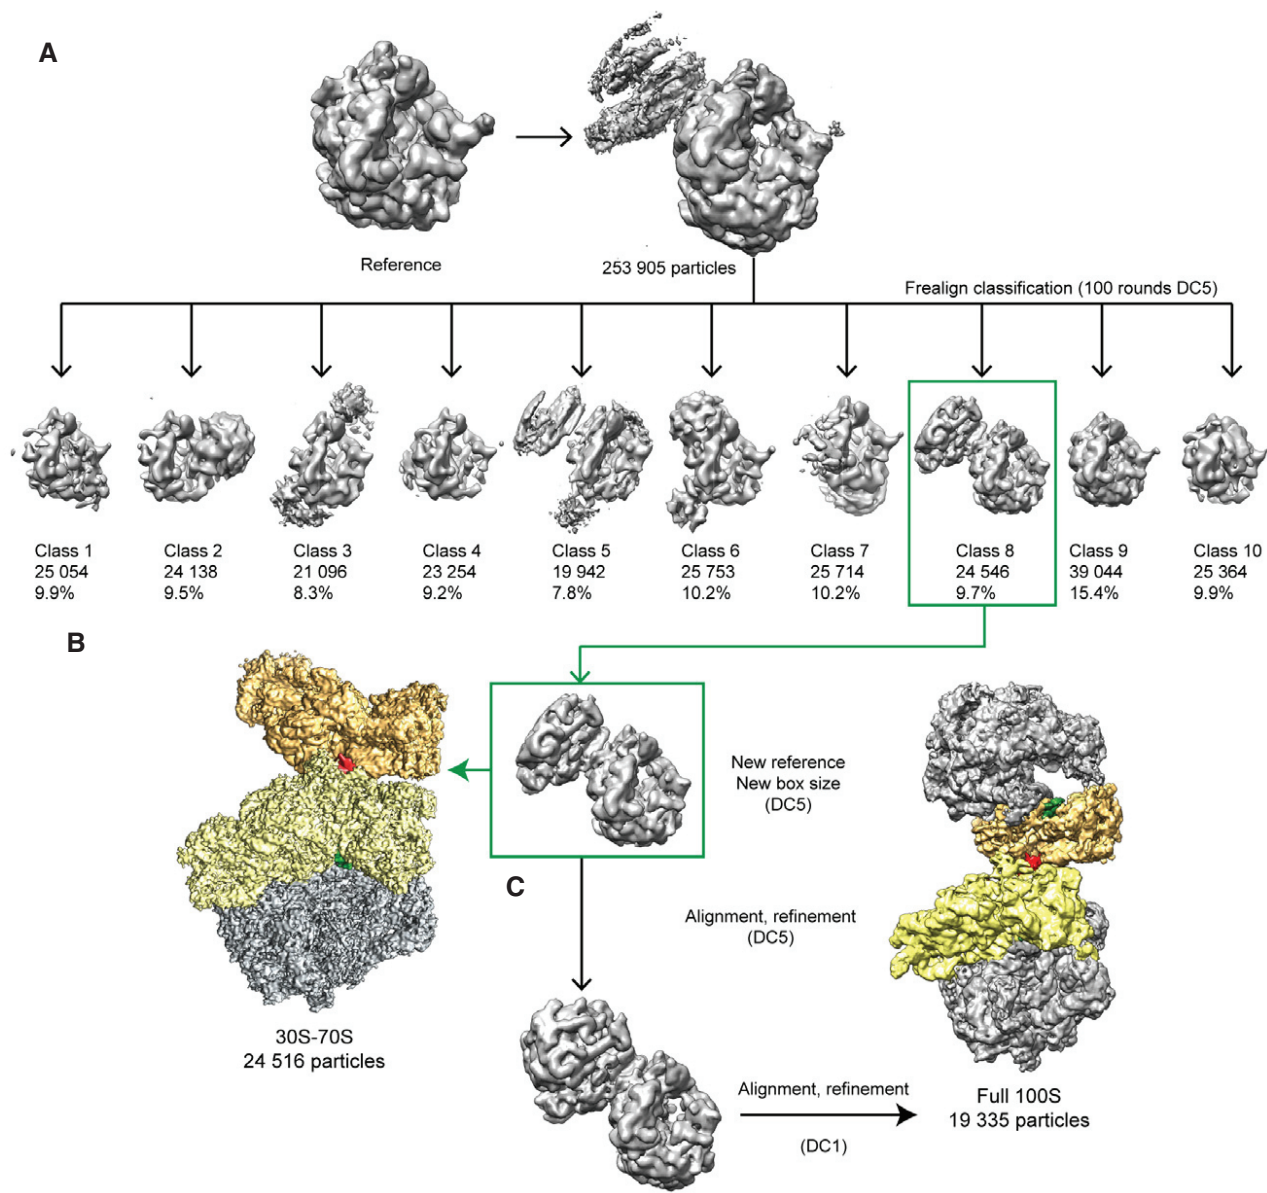 A
Reference
253 905 particles
Frealign classification (100 rounds DC5)
Class 1
25 054
9.9%
Class 2
24 138
9.5%
Class 3
21 096
8.3%
Class 4
23 254
9.2%
Class 5
19 942
7.8%
Class 6
25 753
10.2%
Class 7
25 714
10.2%
Class 8
24 546
9.7%
Class 9
39 044
15.4%
Class 10
25 364
9.9%
B
30S-70S
24 516 particles
New reference
New box size
(DC5)
C
Alignment, refinement
(DC5)
Alignment, refinement
(DC1)
Full 100S
19 335 particles